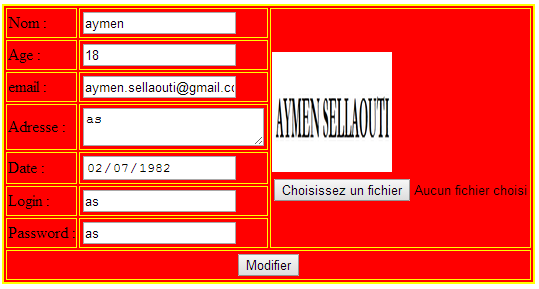 Nom : aymen
Age : 18
email : aymen.sellaouti@gmail.co
Adresse : as
Date : 02/07/1982
Login : as
Password : as
AYMEN SELLAOUTI
Choisissez un fichier Aucun fichier choisi
Modifier